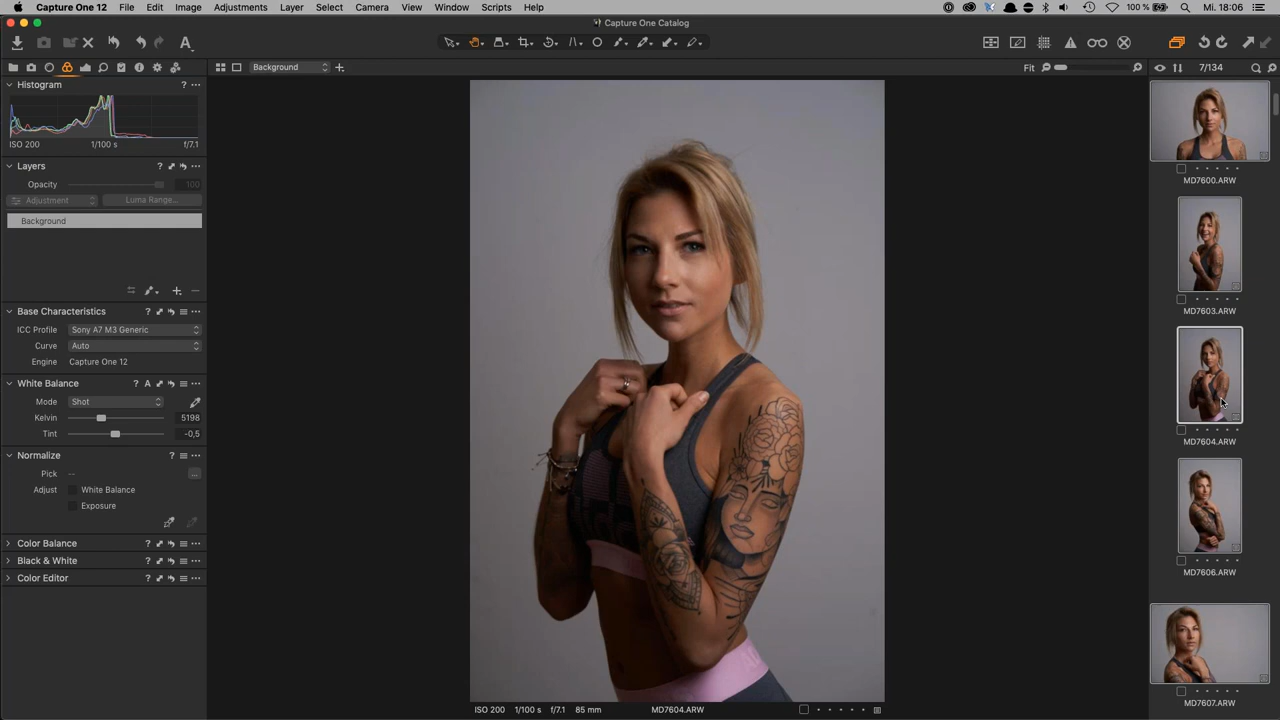 Capture One 12 File Edit Image Adjustments Layer Select Camera View Window Scripts Help 100 % Mi. 18:06
Capture One Catalog
A
Background Fit 7/134
Histogram
ISO 200 1/100 s f/7.1
Layers ?
Opacity 100
Adjustment Luma Range...
Background
Base Characteristics ?
ICC Profile Sony A7 M3 Generic
Curve Auto
Engine Capture One 12
White Balance ? A
Mode Shot
Kelvin 5198
Tint -0,5
Normalize ?
Pick --
Adjust White Balance
Exposure
Color Balance ?
Black & White ?
Color Editor ?
ISO 200 1/100 s f/7.1 85 mm MD7604.ARW
MD7600.ARW
MD7603.ARW
MD7604.ARW
MD7606.ARW
MD7607.ARW